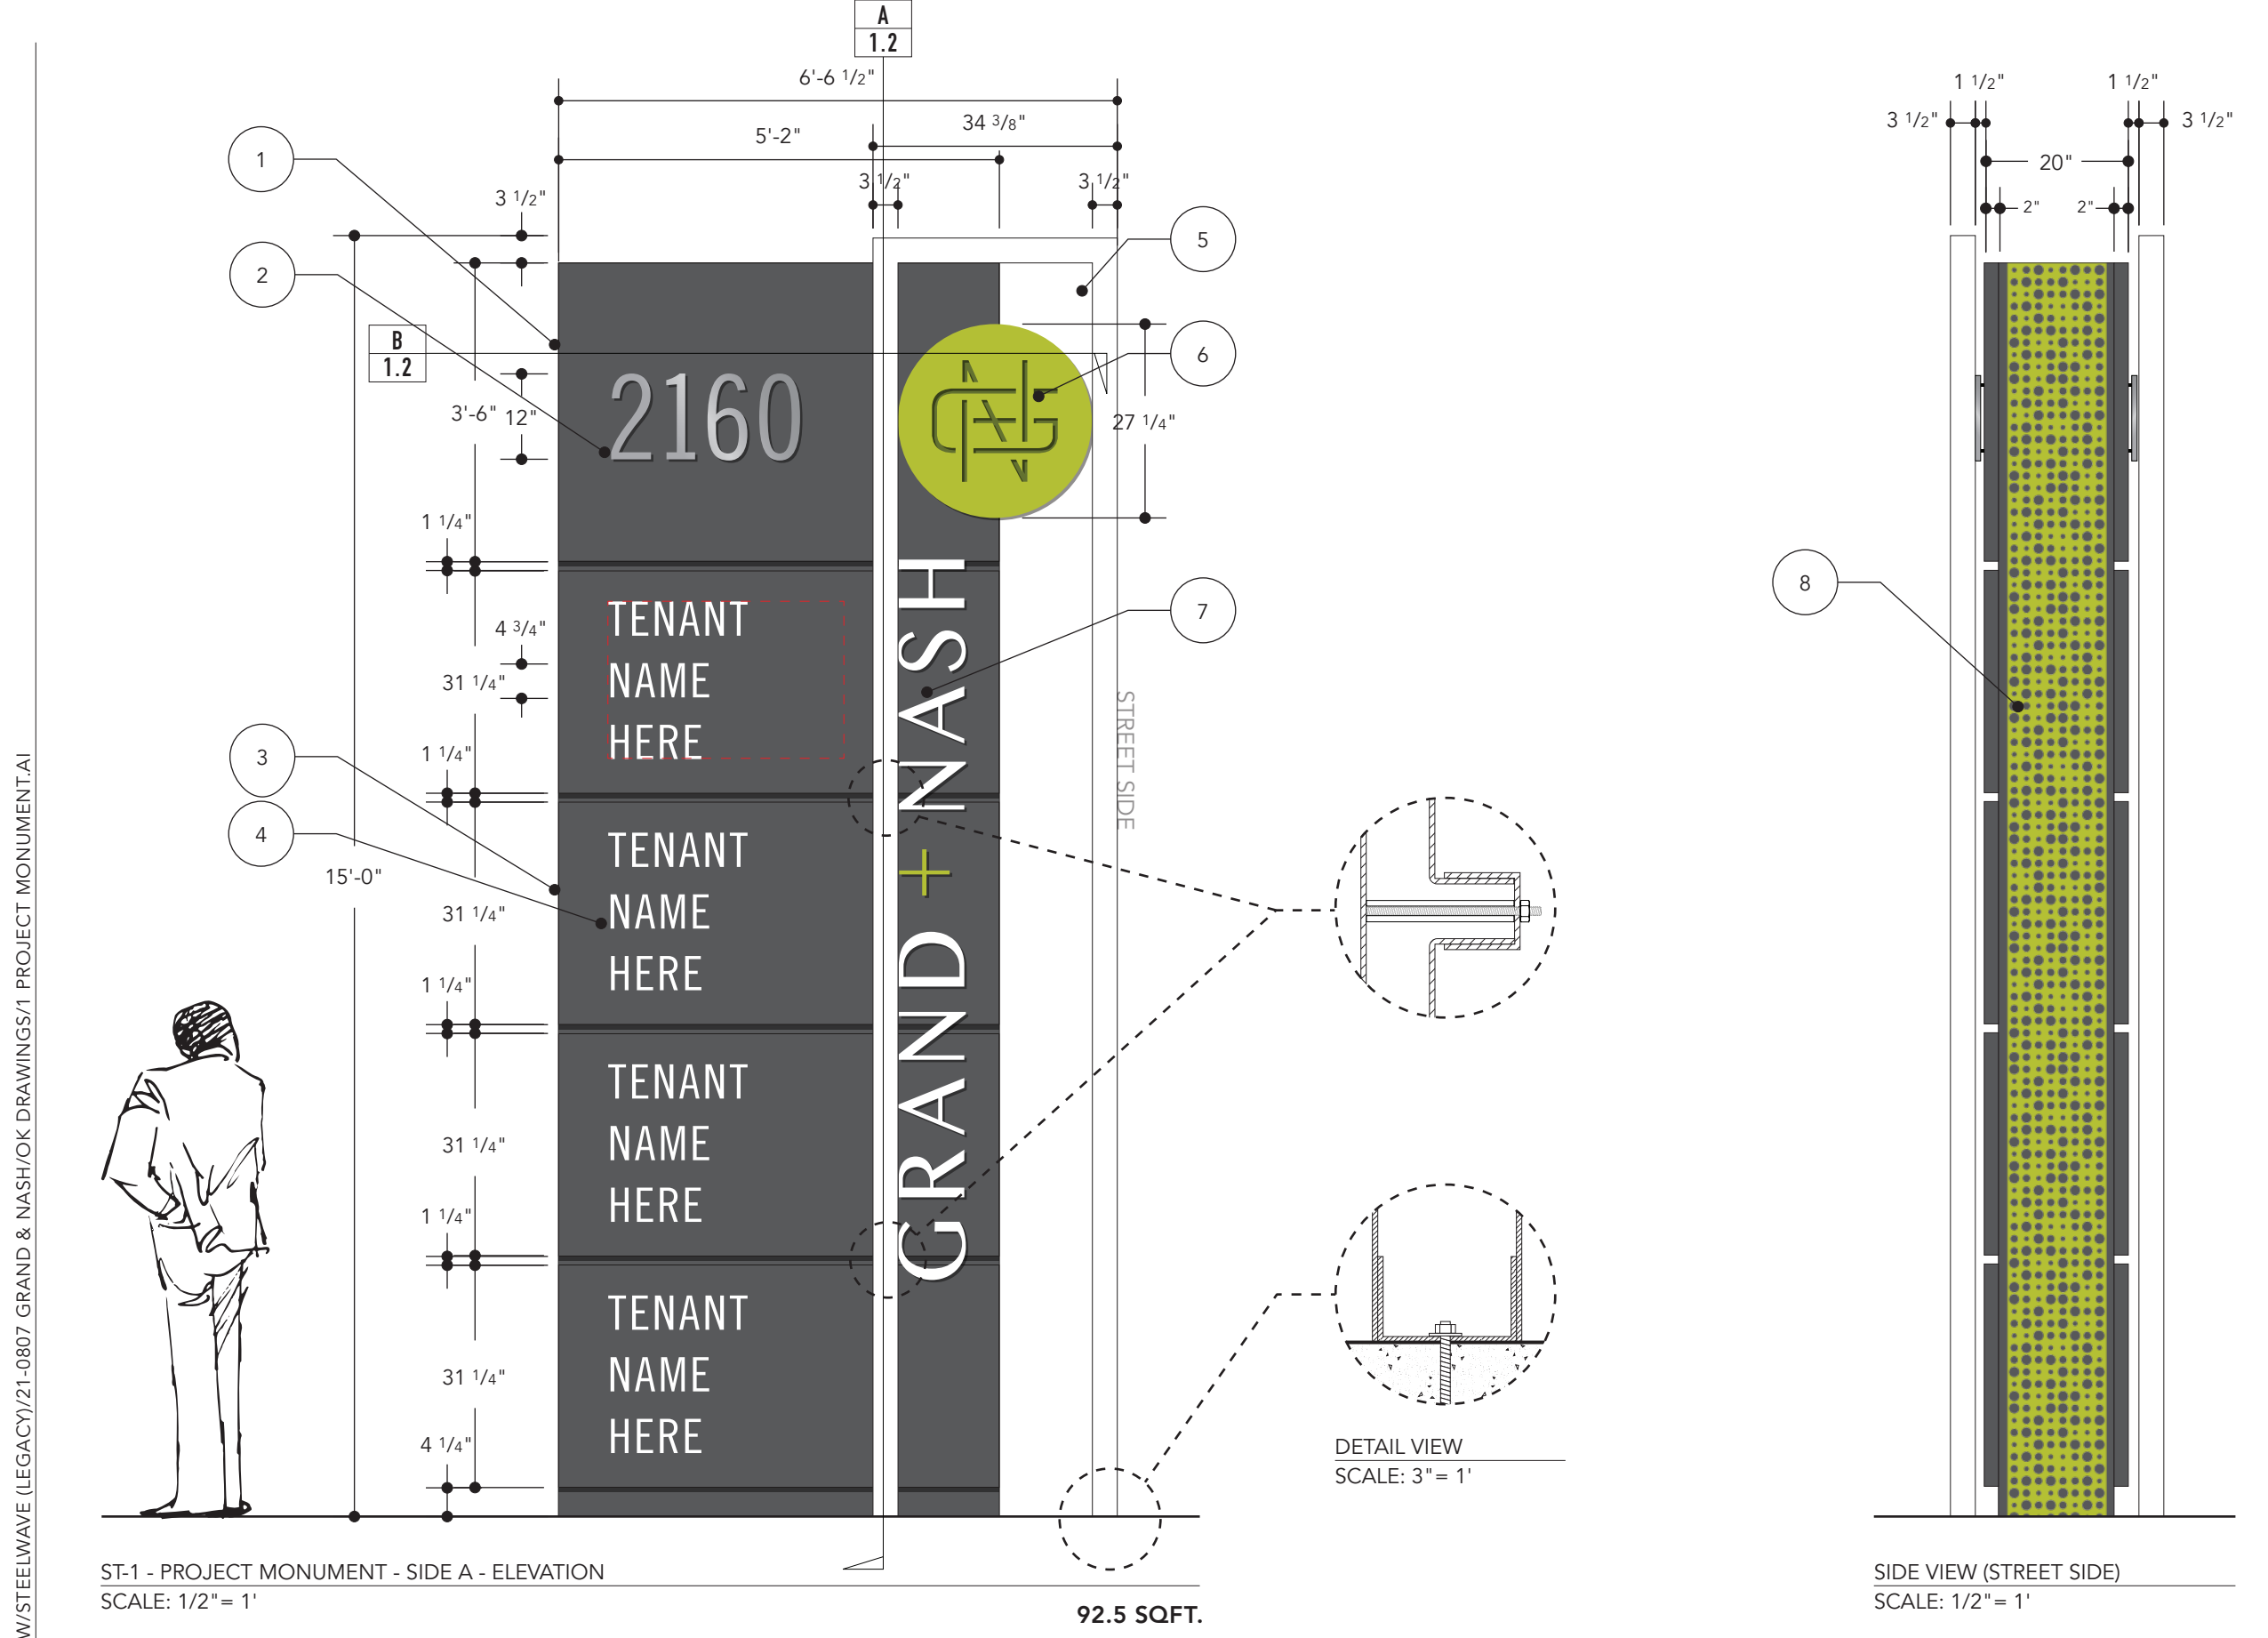 A
1.2
6'-6 1/2"
34 3/8"
5'-2"
3 1/2"
3 1/2"
3 1/2"
1
2
5
B
1.2
6
3'-6"
12"
2160
27 1/4"
1 1/4"
TENANT
NAME
HERE
4 3/4"
31 1/4"
7
1 1/4"
3
4
TENANT
NAME
HERE
15'-0"
31 1/4"
1 1/4"
TENANT
NAME
HERE
31 1/4"
1 1/4"
TENANT
NAME
HERE
31 1/4"
4 1/4"
GRAND + NASH
STREET SIDE
DETAIL VIEW
SCALE: 3"= 1'
ST-1 - PROJECT MONUMENT - SIDE A - ELEVATION
SCALE: 1/2"= 1'
92.5 SQFT.
1 1/2"
1 1/2"
3 1/2"
3 1/2"
20"
2"
2"
8
SIDE VIEW (STREET SIDE)
SCALE: 1/2"= 1'
W/STEELWAVE (LEGACY)/21-0807 GRAND & NASH/OK DRAWINGS/1 PROJECT MONUMENT.AI